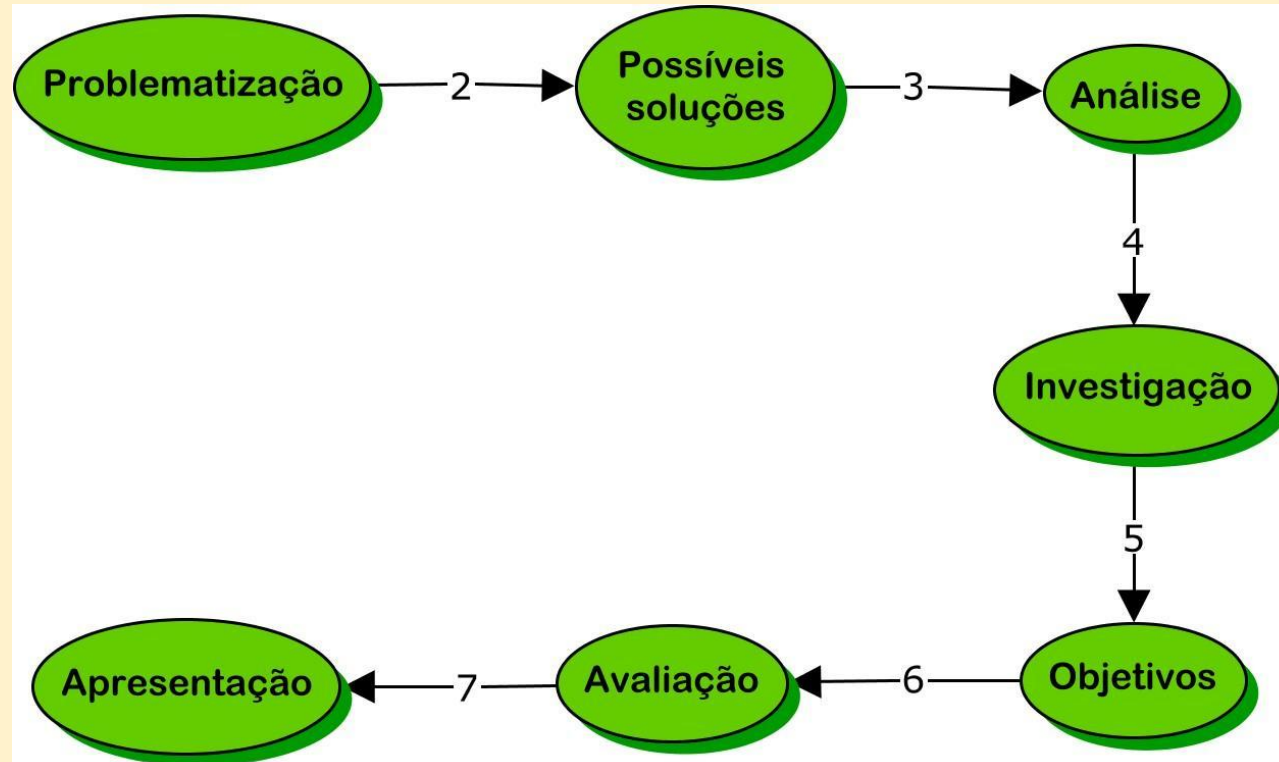 Problematização
2
Possíveis
soluções
3
Análise
4
Investigação
5
Objetivos
6
Avaliação
7
Apresentação